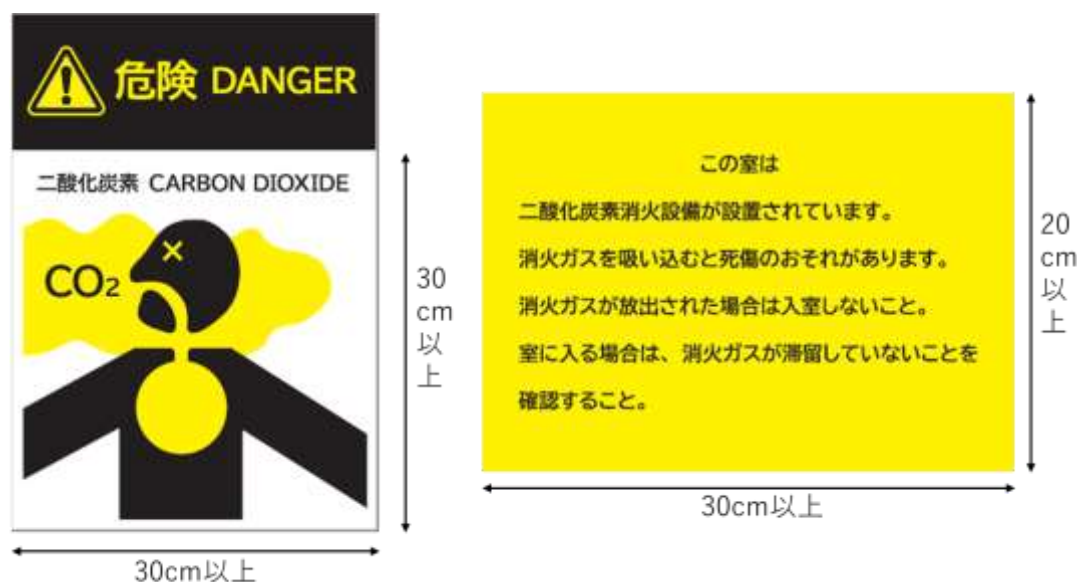 危険 DANGER
二酸化炭素 CARBON DIOXIDE
CO₂
30cm以上
30cm以上
この室は
二酸化炭素消火設備が設置されています。
消火ガスを吸い込むと死傷のおそれがあります。
消火ガスが放出された場合は入室しないこと。
室に入る場合は、消火ガスが滞留していないことを
確認すること。
20cm以上
30cm以上